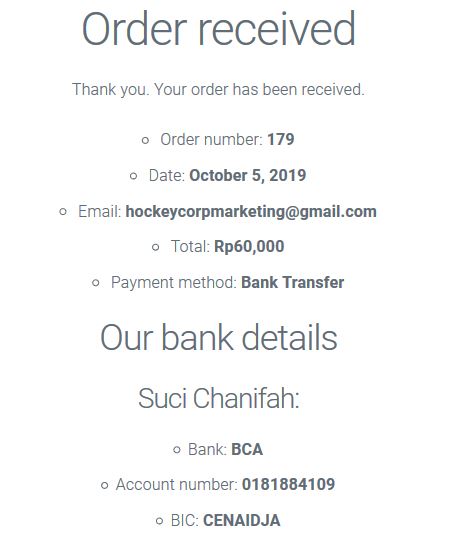 Order received
Thank you. Your order has been received.
Order number: 179
Date: October 5, 2019
Email: hockeycorpmarketing@gmail.com
Total: Rp60,000
Payment method: Bank Transfer
Our bank details
Suci Chanifah:
Bank: BCA
Account number: 0181884109
BIC: CENAIDJA